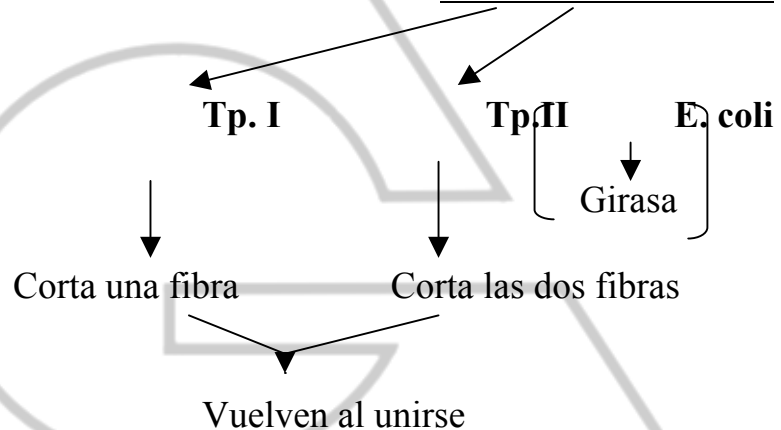 Tp. I Tp.II E. coli
Girasa
Corta una fibra Corta las dos fibras
Vuelven al unirse